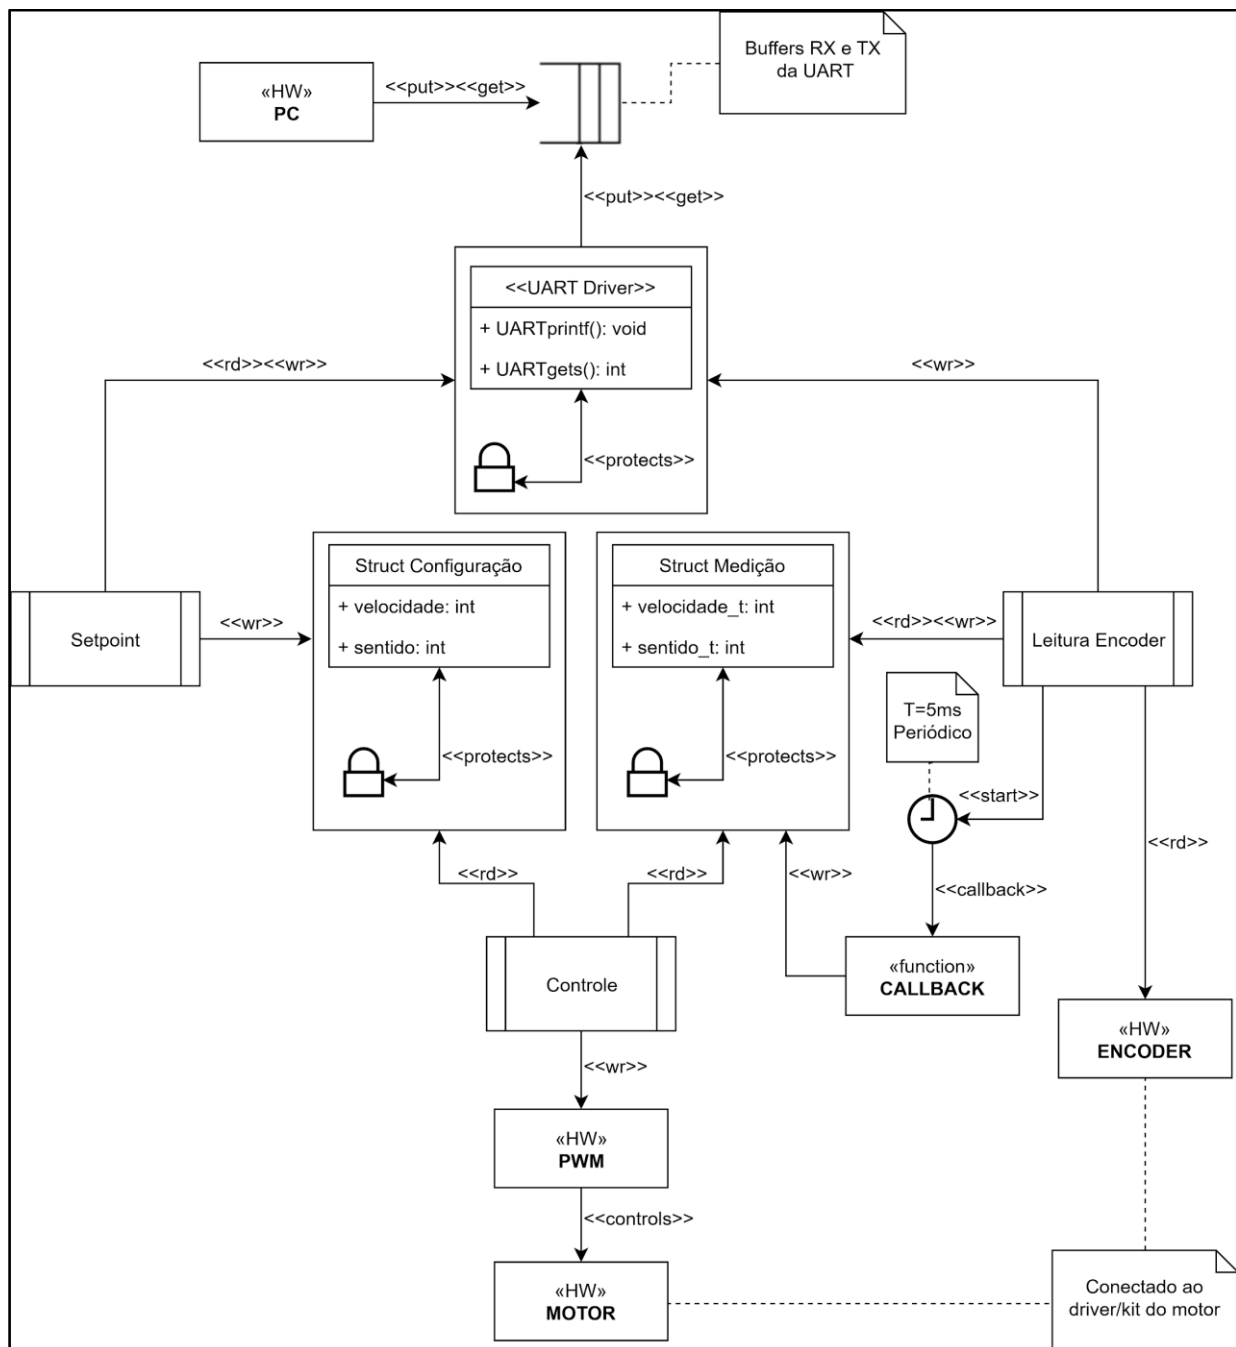 Buffers RX e TX
da UART
«HW»
PC
<<put>><<get>>
<<put>><<get>>
<<UART Driver>>
+ UARTprintf(): void
+ UARTgets(): int
<<protects>>
<<rd>><<wr>>
<<wr>>
Struct Configuração
+ velocidade: int
+ sentido: int
<<protects>>
Struct Medição
+ velocidade_t: int
+ sentido_t: int
<<protects>>
Setpoint
<<wr>>
<<rd>><<wr>>
Leitura Encoder
T=5ms
Periódico
<<start>>
<<rd>>
<<rd>>
<<rd>>
<<wr>>
<<callback>>
Controle
«function»
CALLBACK
«HW»
ENCODER
<<wr>>
«HW»
PWM
<<controls>>
«HW»
MOTOR
Conectado ao
driver/kit do motor